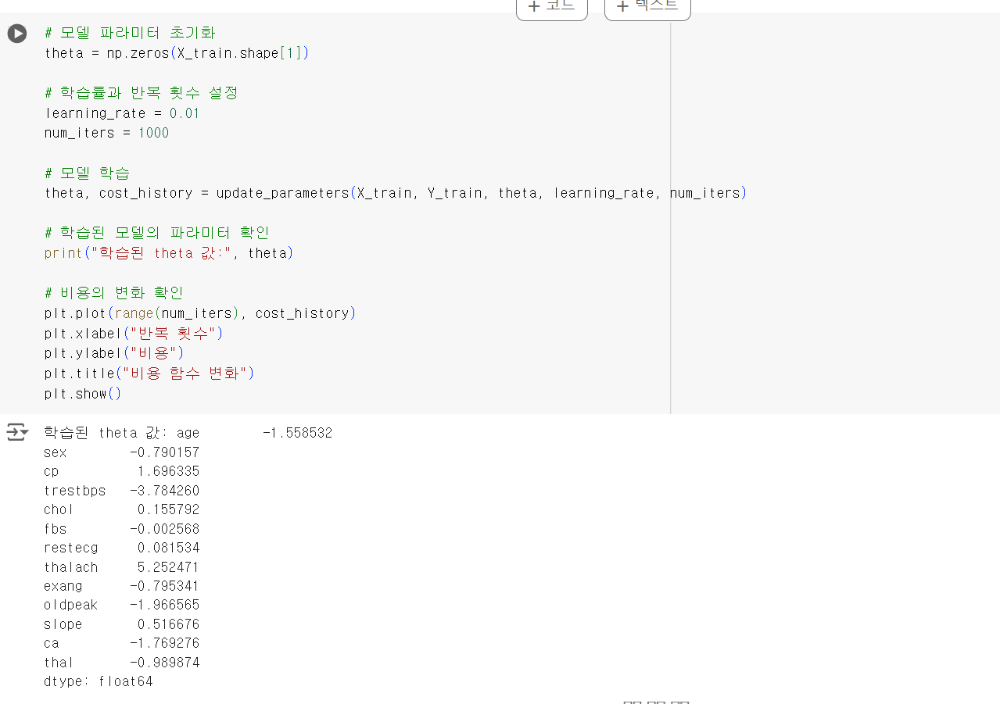 + 코드 + 텍스트
# 모델 파라미터 초기화
theta = np.zeros(X_train.shape[1])
# 학습률과 반복 횟수 설정
learning_rate = 0.01
num_iters = 1000
# 모델 학습
theta, cost_history = update_parameters(X_train, Y_train, theta, learning_rate, num_iters)
# 학습된 모델의 파라미터 확인
print("학습된 theta 값:", theta)
# 비용의 변화 확인
plt.plot(range(num_iters), cost_history)
plt.xlabel("반복 횟수")
plt.ylabel("비용")
plt.title("비용 함수 변화")
plt.show()
학습된 theta 값: age -1.558532
sex -0.790157
cp 1.696335
trestbps -3.784260
chol 0.155792
fbs -0.002568
restecg 0.081534
thalach 5.252471
exang -0.795341
oldpeak -1.966565
slope 0.516676
ca -1.769276
thal -0.989874
dtype: float64